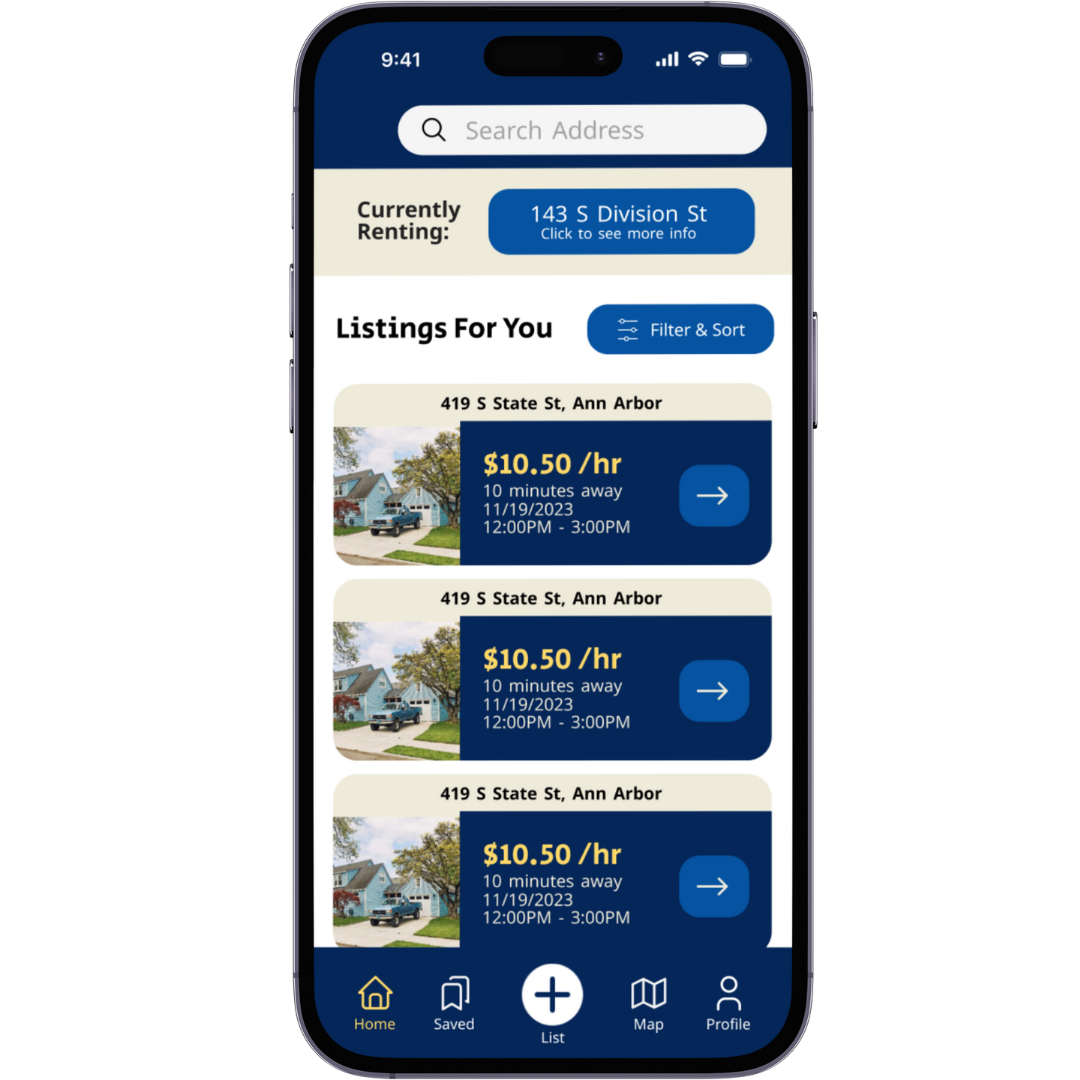 9:41
Search Address
Currently
Renting:
143 S Division St
Click to see more info
Listings For You
Filter & Sort
419 S State St, Ann Arbor
$10.50 /hr
10 minutes away
11/19/2023
12:00PM - 3:00PM
419 S State St, Ann Arbor
$10.50 /hr
10 minutes away
11/19/2023
12:00PM - 3:00PM
419 S State St, Ann Arbor
$10.50 /hr
10 minutes away
11/19/2023
12:00PM - 3:00PM
Home
Saved
List
Map
Profile